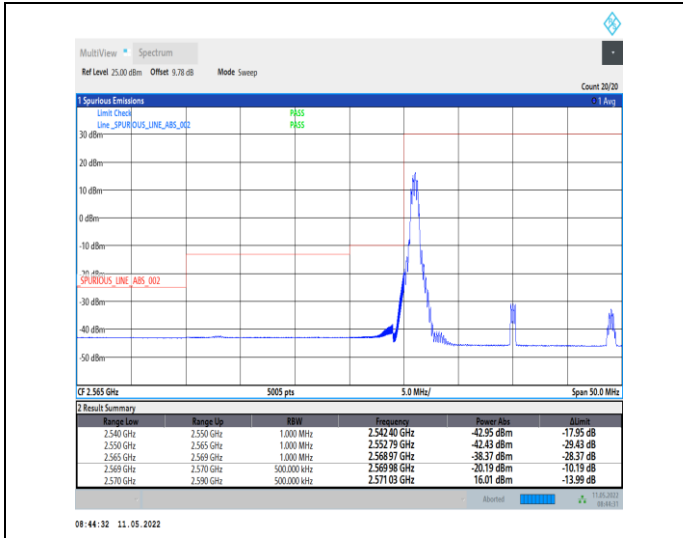 MultiView Spectrum
Ref Level 25.00 dBm Offset 9.78 dB Mode Sweep
Count 20/20
1 Spurious Emissions 1 Avg
Limit Check PASS
Line _SPURIOUS_LINE_ABS_002 PASS
30 dBm
20 dBm
10 dBm
0 dBm
-10 dBm
-20 dBm
_SPURIOUS_LINE_ABS_002
-30 dBm
-40 dBm
-50 dBm
CF 2.565 GHz 5005 pts 5.0 MHz/ Span 50.0 MHz
2 Result Summary
Range Low Range Up RBW Frequency Power Abs ΔLimit
2.540 GHz 2.550 GHz 1.000 MHz 2.542 40 GHz -42.95 dBm -17.95 dB
2.550 GHz 2.565 GHz 1.000 MHz 2.552 79 GHz -42.43 dBm -29.43 dB
2.565 GHz 2.569 GHz 1.000 MHz 2.568 97 GHz -38.37 dBm -28.37 dB
2.569 GHz 2.570 GHz 500.000 kHz 2.569 98 GHz -20.19 dBm -10.19 dB
2.570 GHz 2.590 GHz 500.000 kHz 2.571 03 GHz 16.01 dBm -13.99 dB
Aborted 11.05.2022
08:44:33
08:44:32 11.05.2022